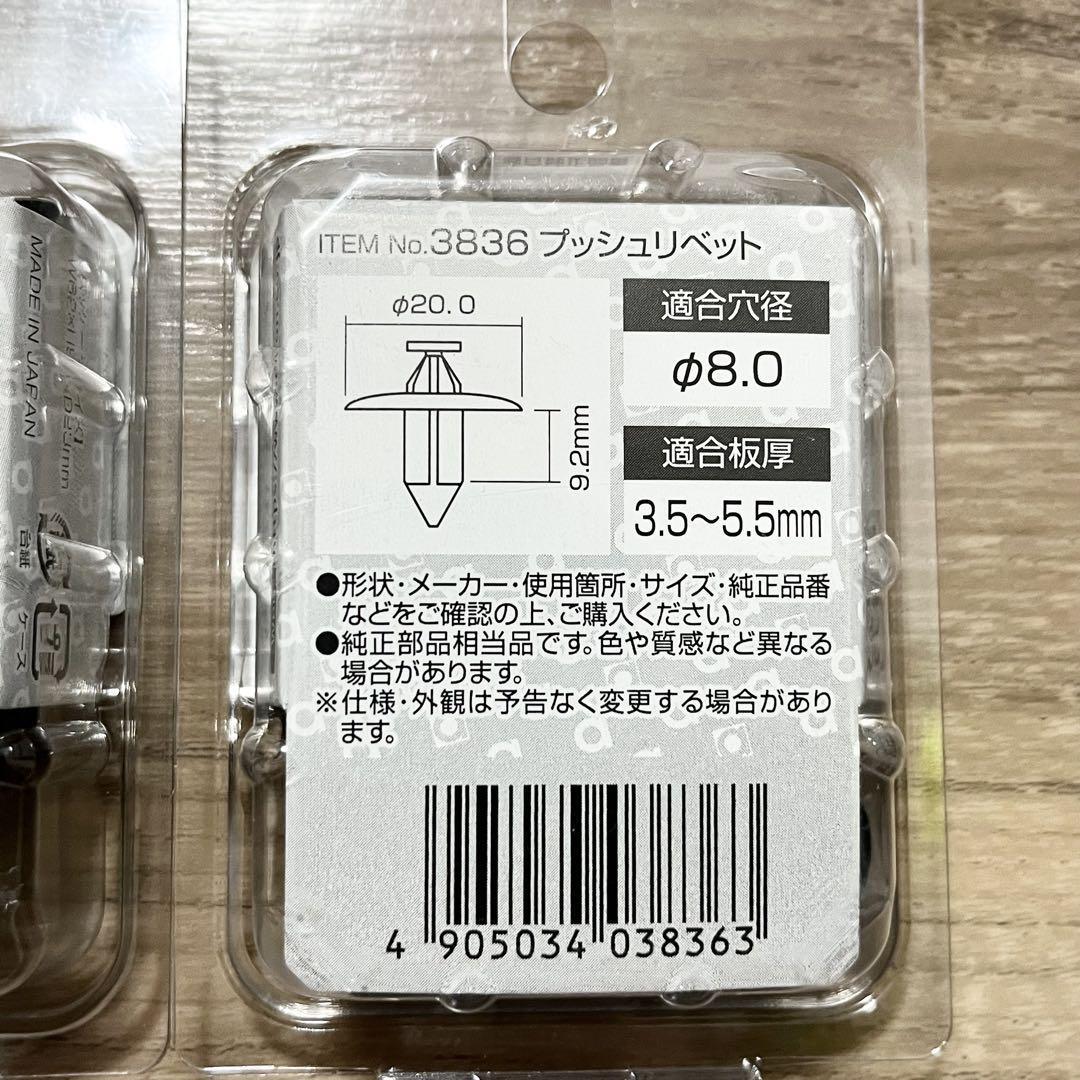 ITEM No.3836 プッシュリベット
φ20.0
9.2mm
適合穴径
φ8.0
適合板厚
3.5〜5.5mm
●形状・メーカー・使用箇所・サイズ・純正品番
などをご確認の上、ご購入ください。
●純正部品相当品です。色や質感など異なる
場合があります。
※仕様・外観は予告なく変更する場合があり
ます。
4 905034 038363
MADE IN JAPAN
台紙
ケース